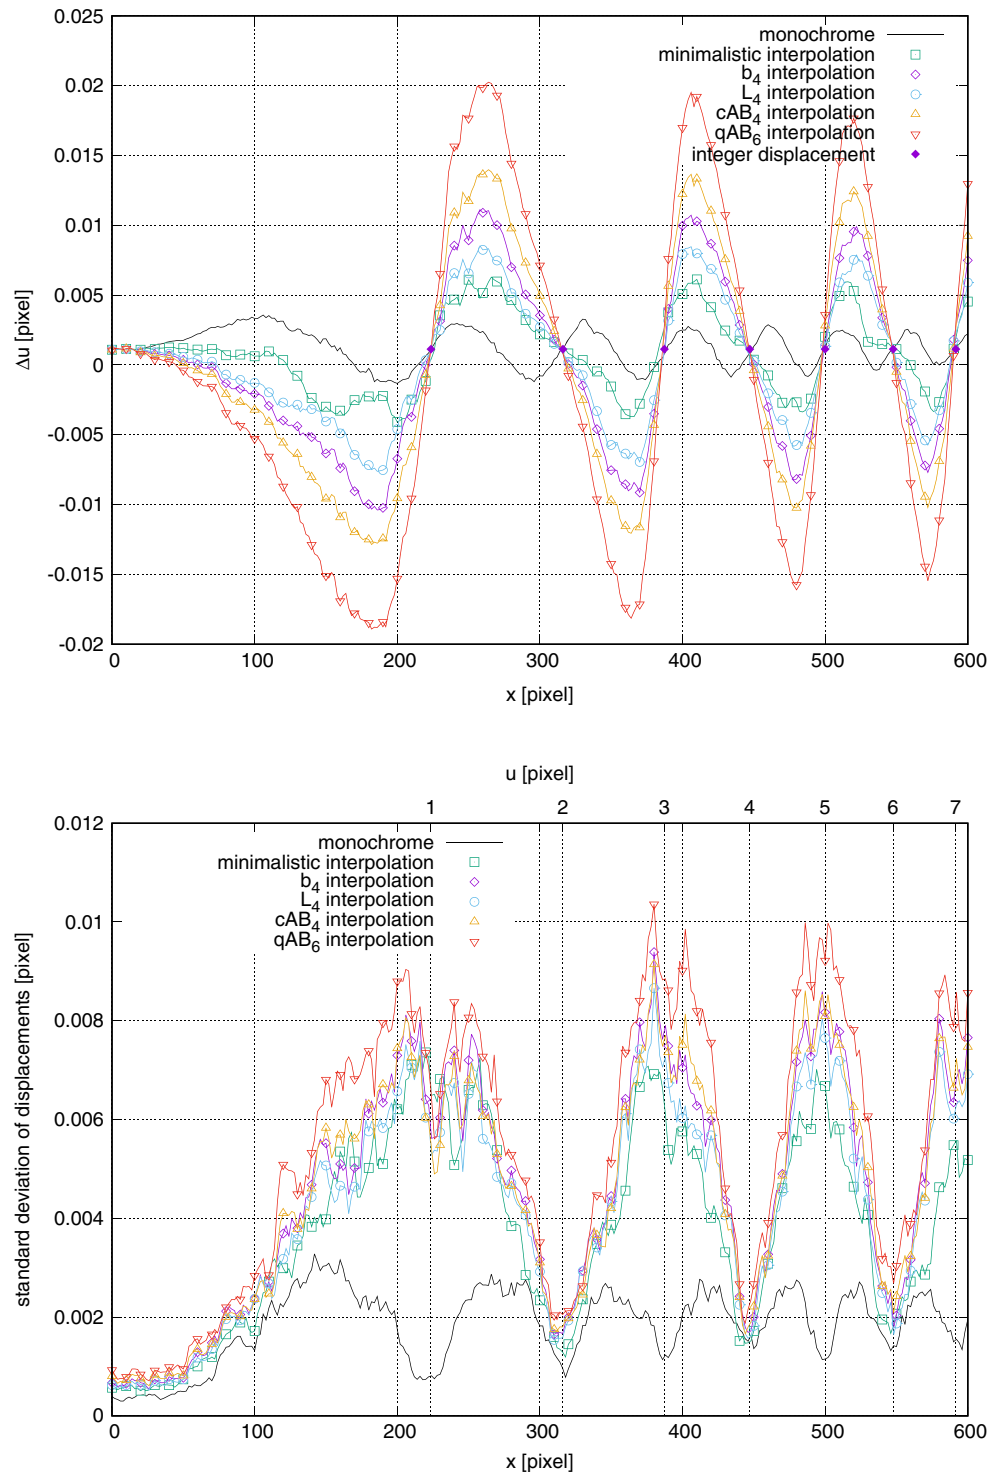 0.025
0.02
0.015
0.01
0.005
0
-0.005
-0.01
-0.015
-0.02
Δu [pixel]
monochrome
minimalistic interpolation
b4 interpolation
L4 interpolation
cAB4 interpolation
qAB6 interpolation
integer displacement
0 100 200 300 400 500 600
x [pixel]
u [pixel]
1 2 3 4 5 6 7
0.012
0.01
0.008
0.006
0.004
0.002
0
standard deviation of displacements [pixel]
monochrome
minimalistic interpolation
b4 interpolation
L4 interpolation
cAB4 interpolation
qAB6 interpolation
0 100 200 300 400 500 600
x [pixel]